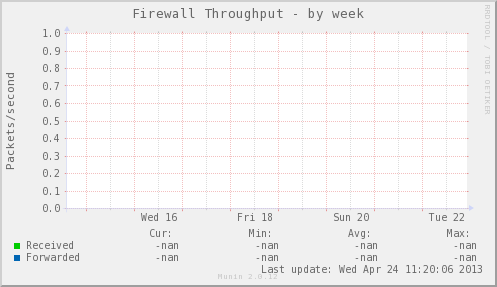 Firewall Throughput - by week
RRDTOOL / TOBI OETIKER
Packets/second
1.0
0.9
0.8
0.7
0.6
0.5
0.4
0.3
0.2
0.1
0.0
Wed 16 Fri 18 Sun 20 Tue 22
Cur: Min: Avg: Max:
Received -nan -nan -nan -nan
Forwarded -nan -nan -nan -nan
Last update: Wed Apr 24 11:20:06 2013
Munin 2.0.12